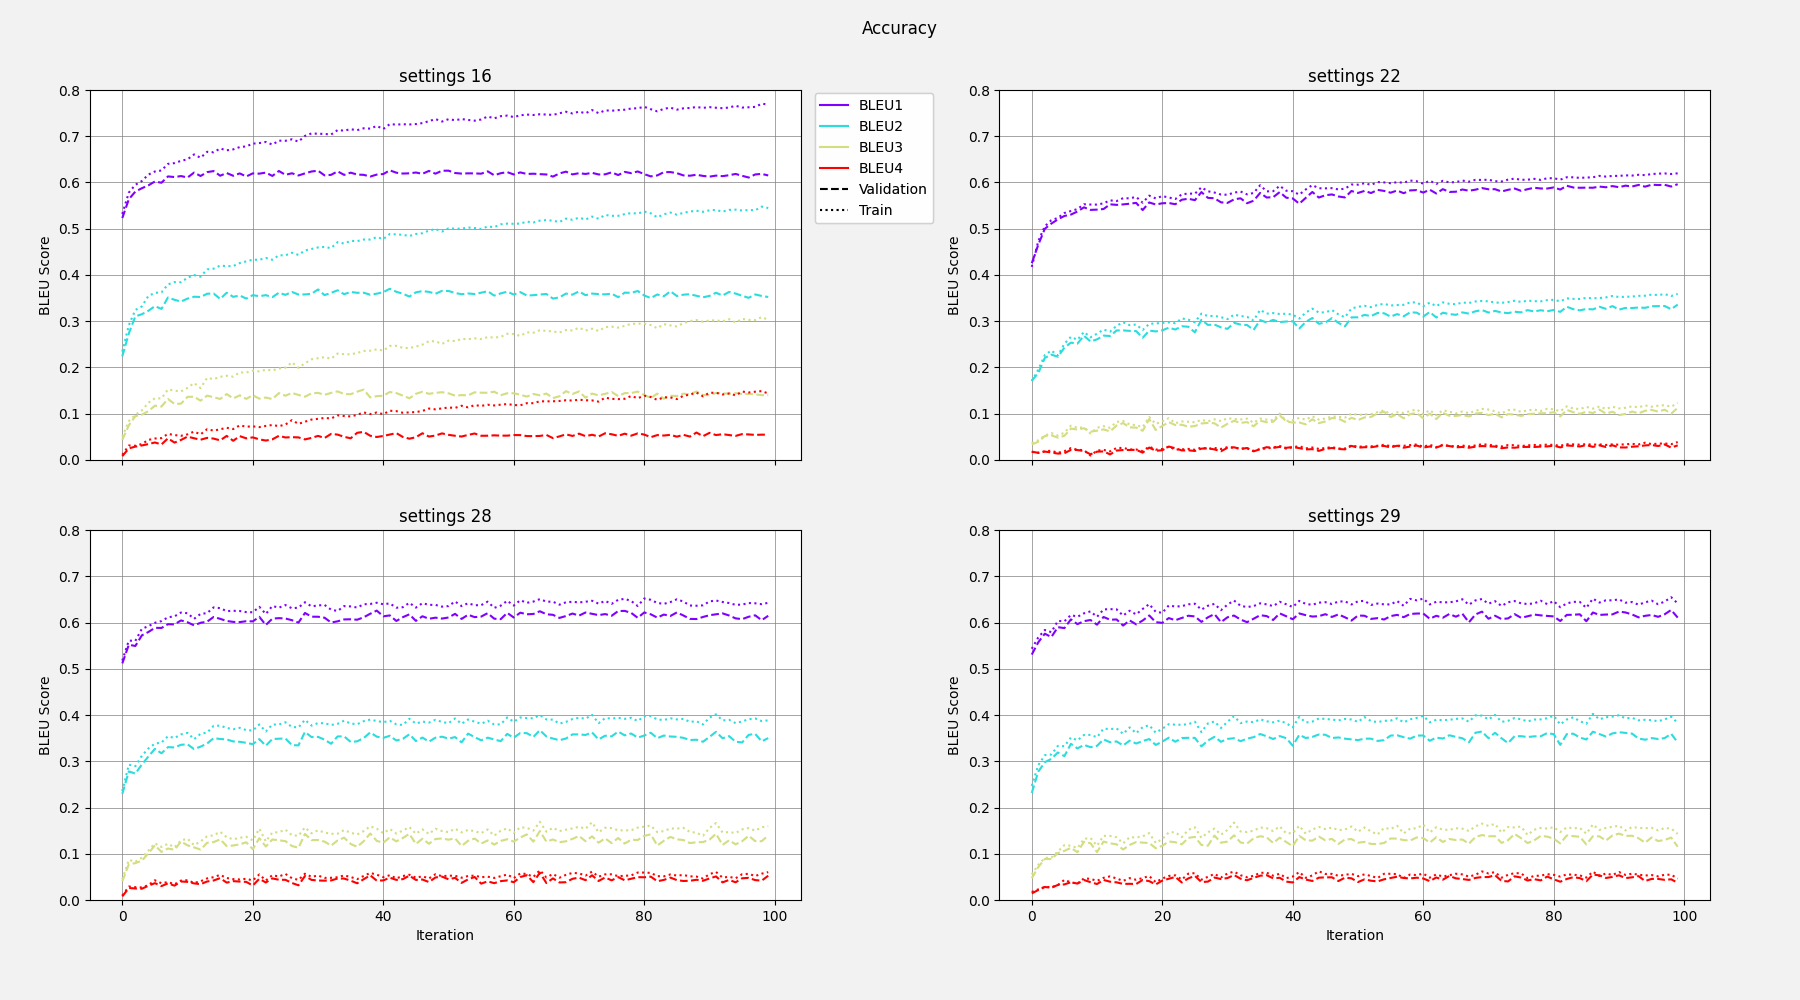 Accuracy
settings 16
BLEU Score
0.8
0.7
0.6
0.5
0.4
0.3
0.2
0.1
0.0
BLEU1
BLEU2
BLEU3
BLEU4
Validation
Train
settings 22
BLEU Score
0.8
0.7
0.6
0.5
0.4
0.3
0.2
0.1
0.0
settings 28
BLEU Score
0.8
0.7
0.6
0.5
0.4
0.3
0.2
0.1
0.0
0 20 40 60 80 100
Iteration
settings 29
BLEU Score
0.8
0.7
0.6
0.5
0.4
0.3
0.2
0.1
0.0
0 20 40 60 80 100
Iteration